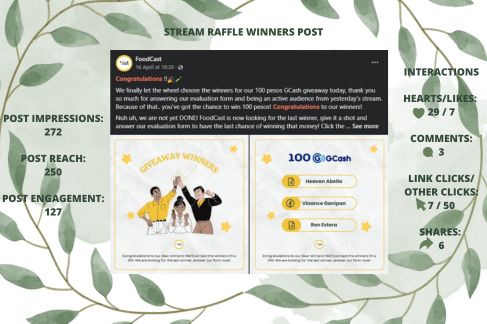 STREAM RAFFLE WINNERS POST
POST IMPRESSIONS:
272
POST REACH:
250
POST ENGAGEMENT:
127
FoodCast
16 April at 18:30 ·
Congratulations !!
We finally let the wheel choose the winners for our 100 pesos GCash giveaway today, thank you
so much for answering our evaluation form and being an active audience from yesterday's stream.
Because of that.. you've got the chance to win 100 pesos! Congratulations to our winners!
Nuh uh, we are not yet DONE! FoodCast is now looking for the last winner, give it a shot and
answer our evaluation form to have the last chance of winning that money! Click the ... See more
GIVEAWAY WINNERS
Congratulations to our dear winners! We'll contact the winners thru
DM! We are looking for the last winner, answer our form now!
100 GCash
Heaven Abella
Vinance Ganipan
Ron Estera
Congratulations to our dear winners! We'll contact the winners thru
DM! We are looking for the last winner, answer our form now!
INTERACTIONS
HEARTS/LIKES:
29 / 7
COMMENTS:
3
LINK CLICKS/
OTHER CLICKS:
7 / 50
SHARES:
6